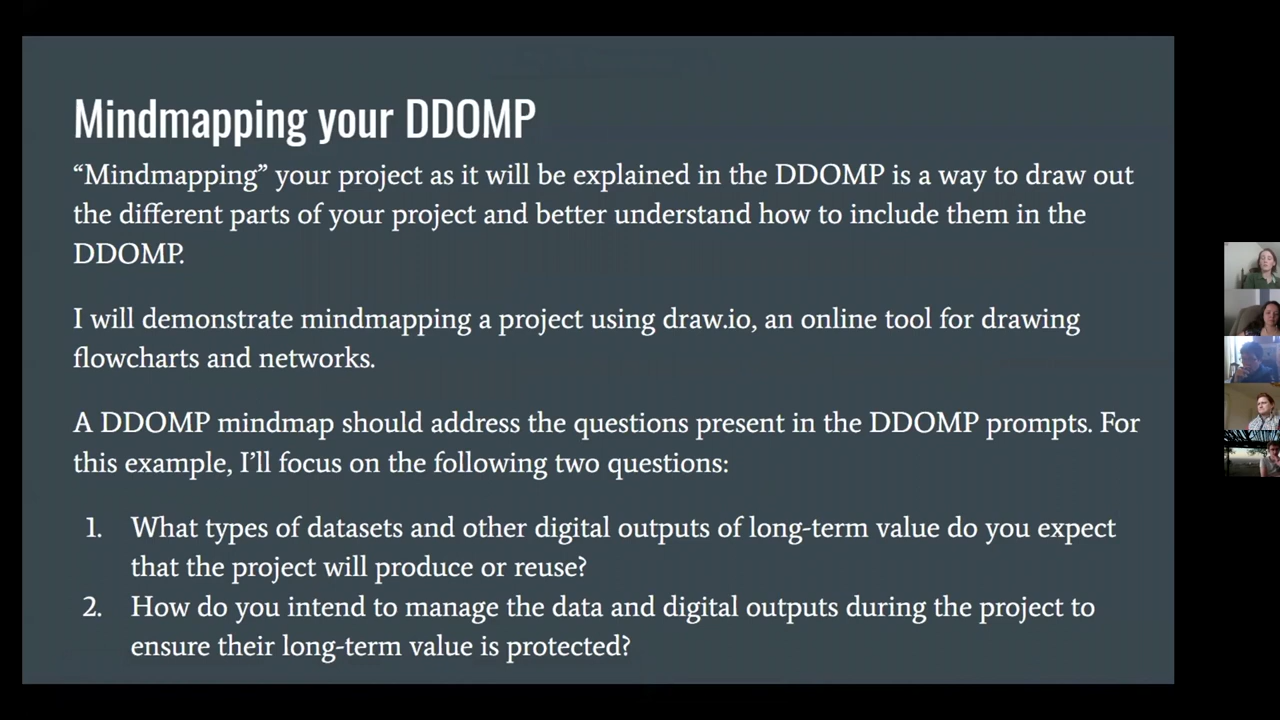 Mindmapping your DDOMP
“Mindmapping” your project as it will be explained in the DDOMP is a way to draw out
the different parts of your project and better understand how to include them in the
DDOMP.
I will demonstrate mindmapping a project using draw.io, an online tool for drawing
flowcharts and networks.
A DDOMP mindmap should address the questions present in the DDOMP prompts. For
this example, I’ll focus on the following two questions:
1. What types of datasets and other digital outputs of long-term value do you expect
that the project will produce or reuse?
2. How do you intend to manage the data and digital outputs during the project to
ensure their long-term value is protected?